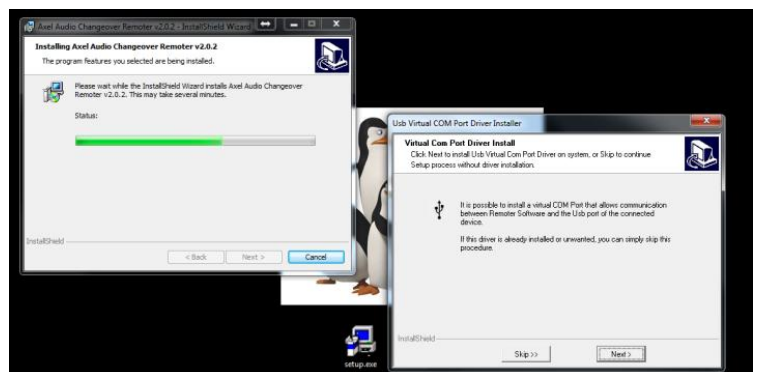 Axel Audio Changeover Remoter v2.0.2 - InstallShield Wizard
Installing Axel Audio Changeover Remoter v2.0.2
The program features you selected are being installed.
Please wait while the InstallShield Wizard installs Axel Audio Changeover
Remoter v2.0.2. This may take several minutes.
Status:
InstallShield
< Back
Next >
Cancel
Usb Virtual COM Port Driver Installer
Virtual Com Port Driver Install
Click Next to install Usb Virtual Com Port Driver on system, or Skip to continue
Setup process without driver installation.
It is possible to install a virtual COM Port that allows communication
between Remoter Software and the Usb port of the connected
device.
If this driver is already installed or unwanted, you can simply skip this
procedure.
InstallShield
Skip >>
Next >
setup.exe